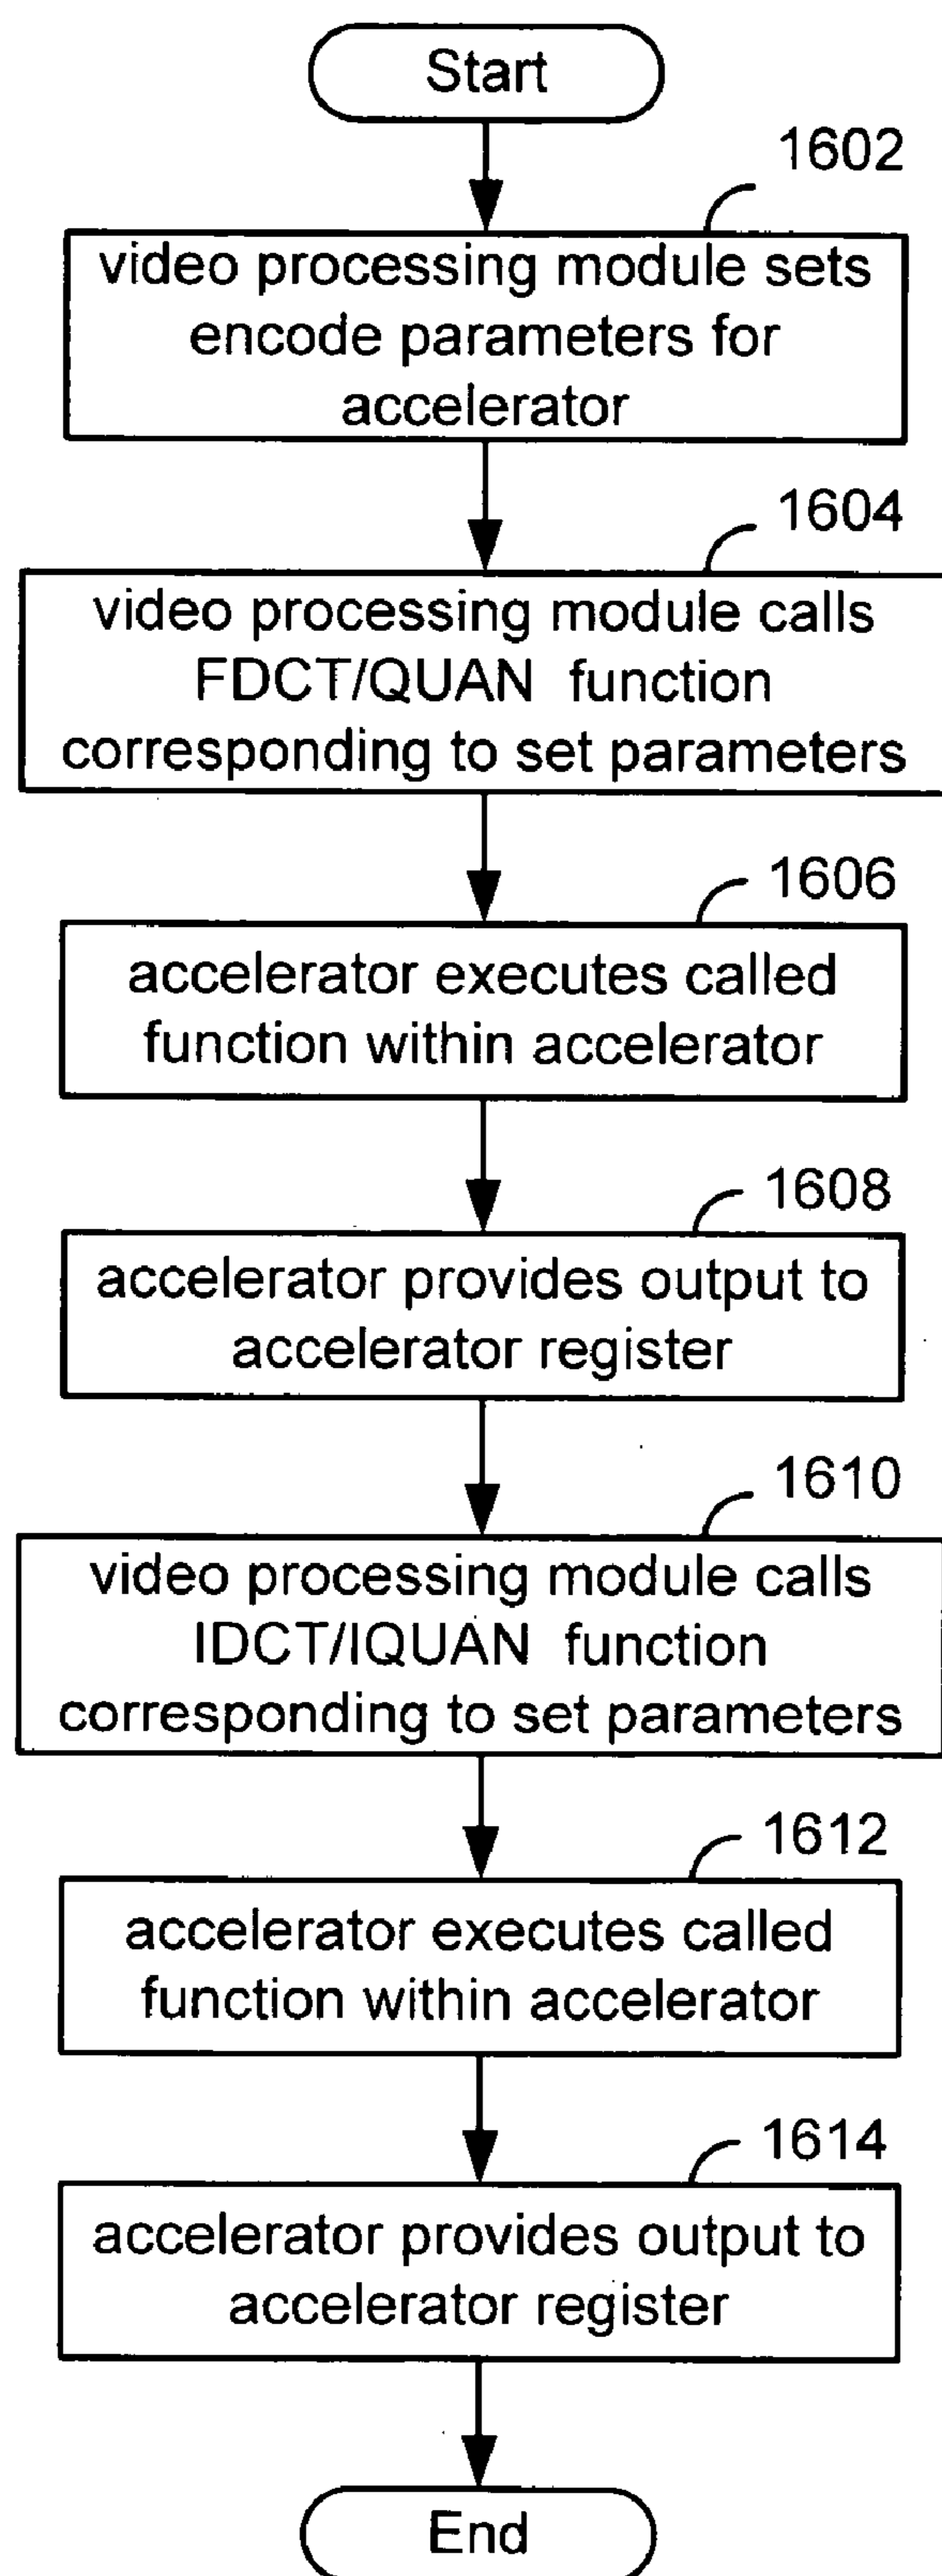 Start
1602
video processing module sets
encode parameters for
accelerator
1604
video processing module calls
FDCT/QUAN function
corresponding to set parameters
1606
accelerator executes called
function within accelerator
1608
accelerator provides output to
accelerator register
1610
video processing module calls
IDCT/IQUAN function
corresponding to set parameters
1612
accelerator executes called
function within accelerator
1614
accelerator provides output to
accelerator register
End